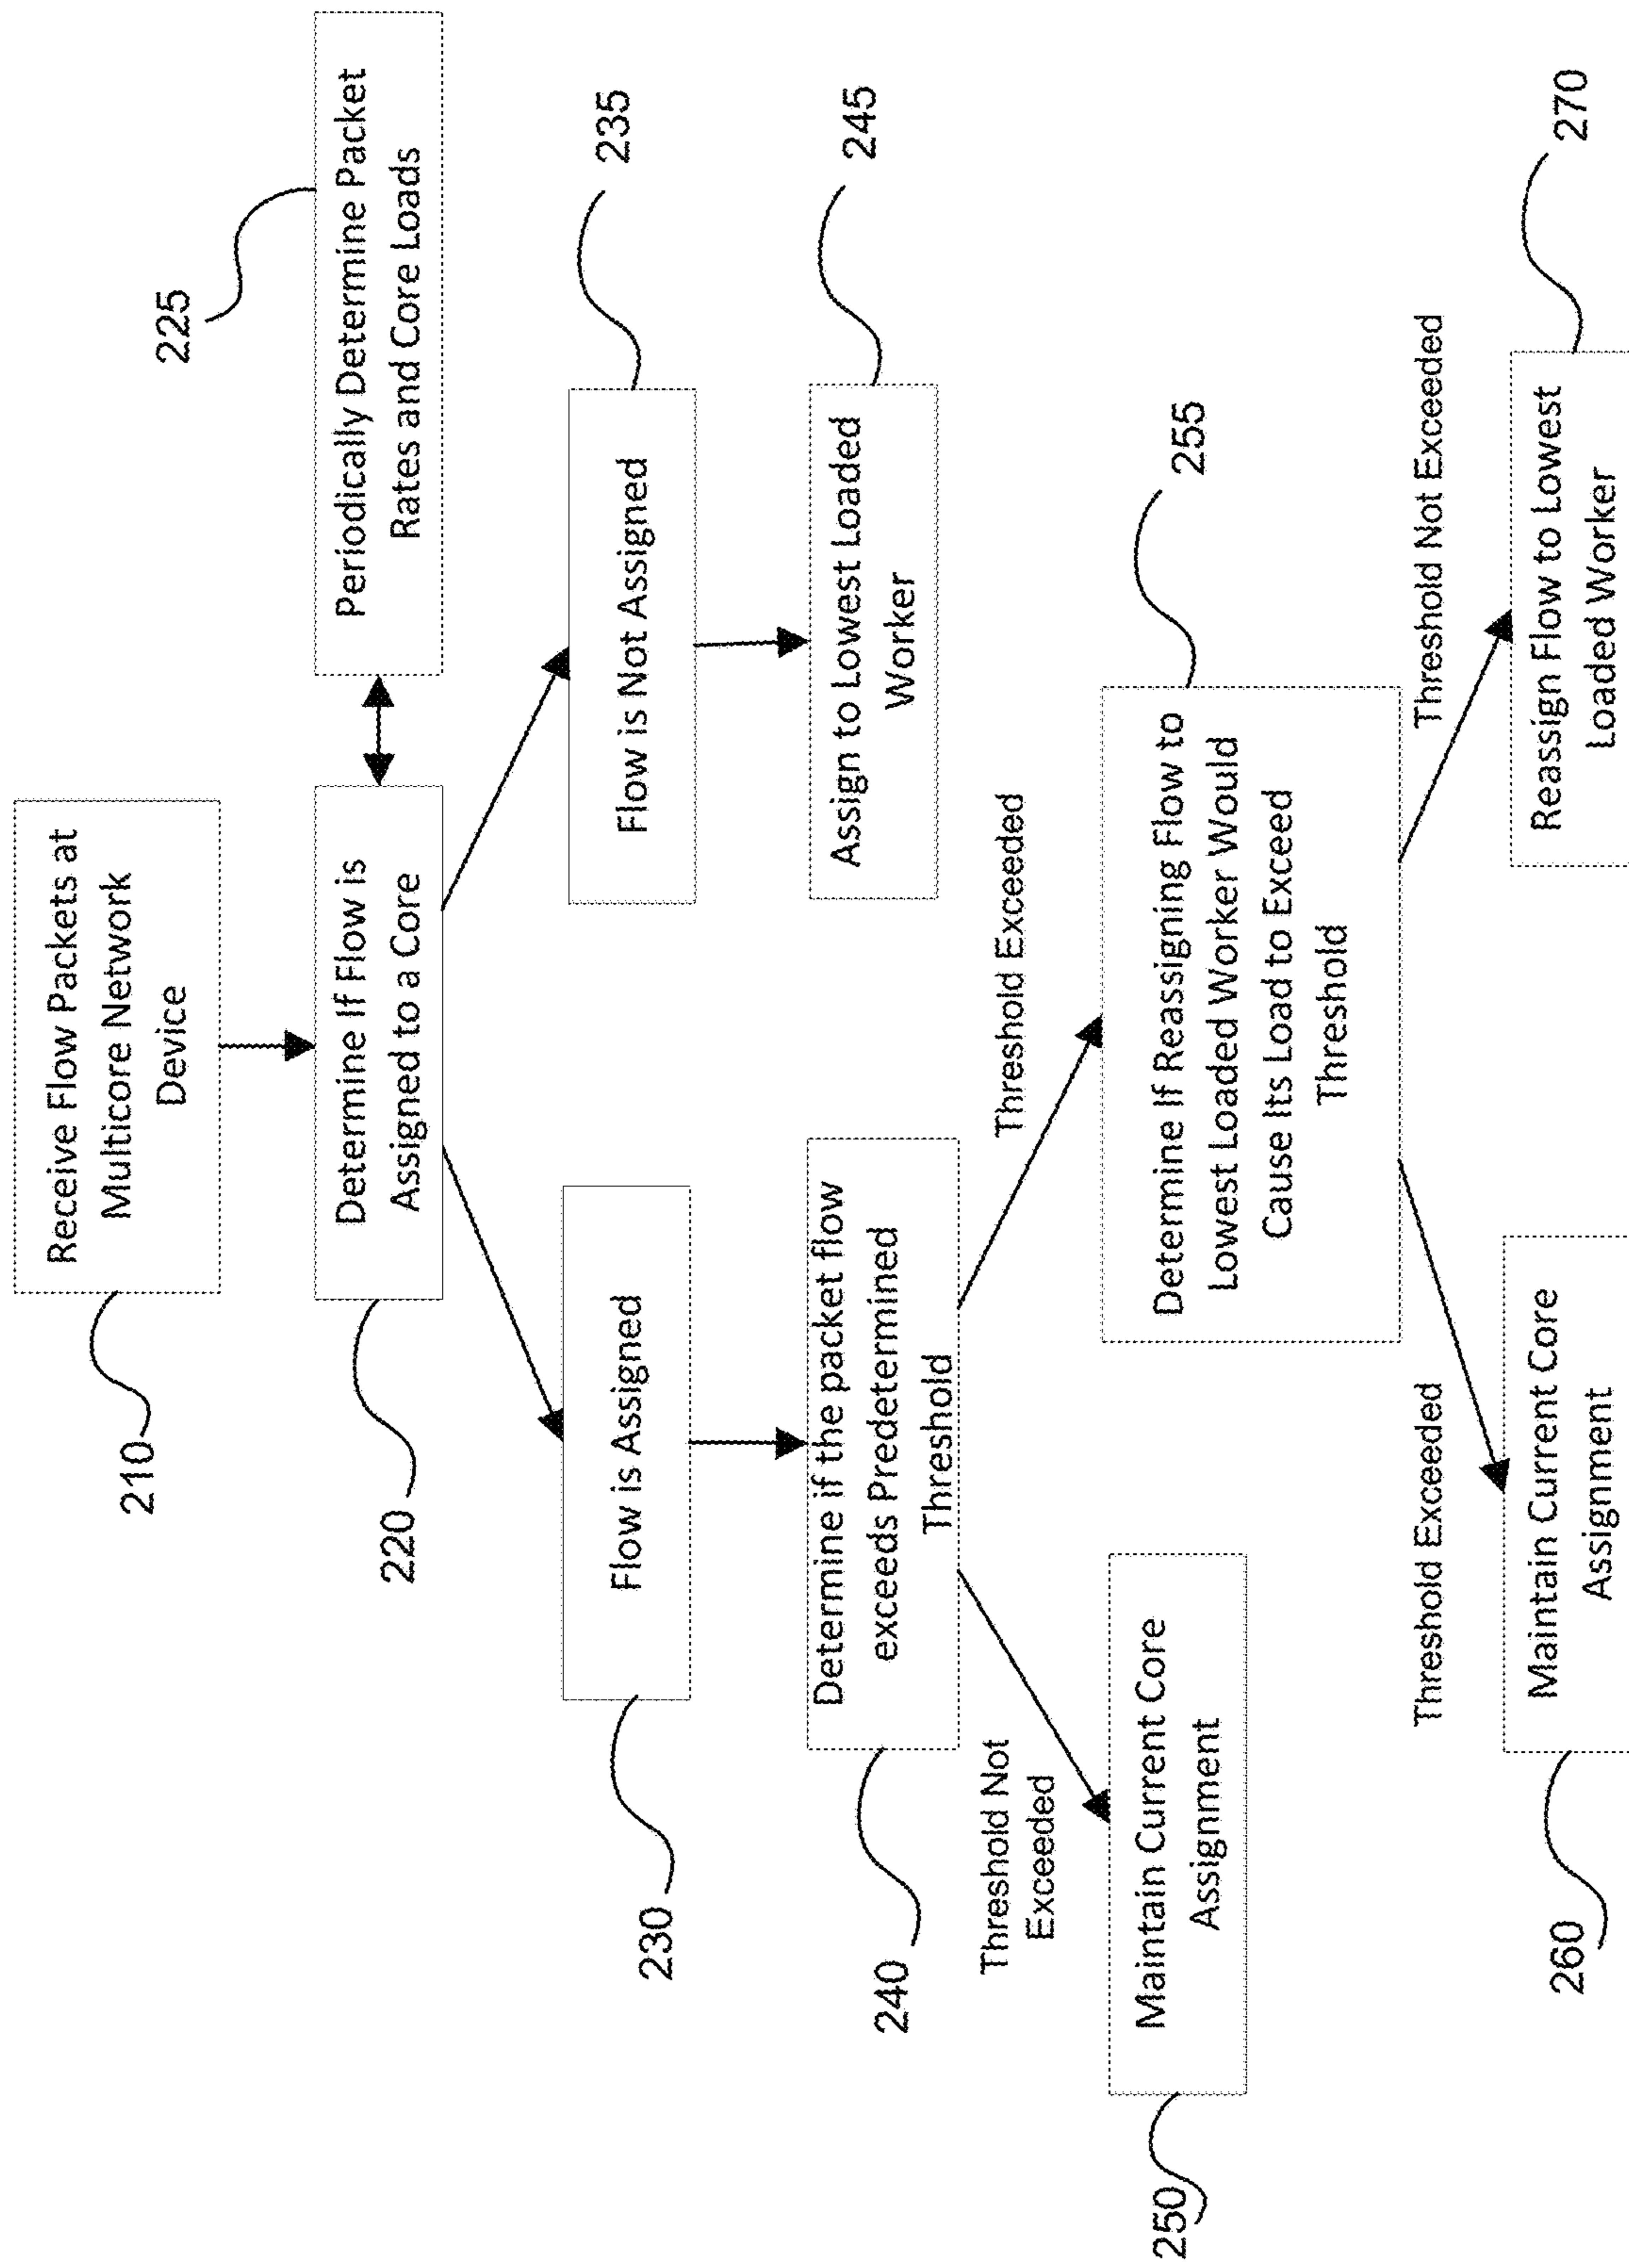 Receive Flow Packets at
Multicore Network
Device
210
225
Determine If Flow is
Assigned to a Core
220
Periodically Determine Packet
Rates and Core Loads
Flow is Assigned
230
Flow is Not Assigned
235
Determine if the packet flow
exceeds Predetermined
Threshold
240
Assign to Lowest Loaded
Worker
245
Threshold Not
Exceeded
Threshold Exceeded
Maintain Current Core
Assignment
250
Determine If Reassigning Flow to
Lowest Loaded Worker Would
Cause Its Load to Exceed
Threshold
255
Threshold Exceeded
Threshold Not Exceeded
Maintain Current Core
Assignment
260
Reassign Flow to Lowest
Loaded Worker
270